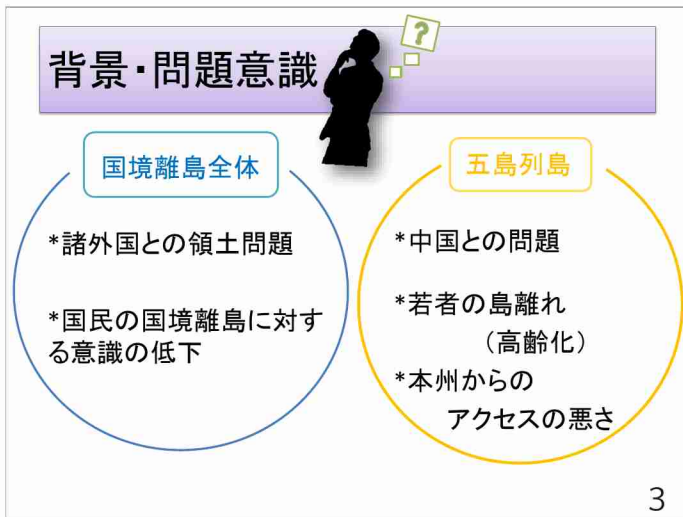 背景・問題意識
?
国境離島全体
*諸外国との領土問題
*国民の国境離島に対す
る意識の低下
五島列島
*中国との問題
*若者の島離れ
（高齢化）
*本州からの
アクセスの悪さ
3